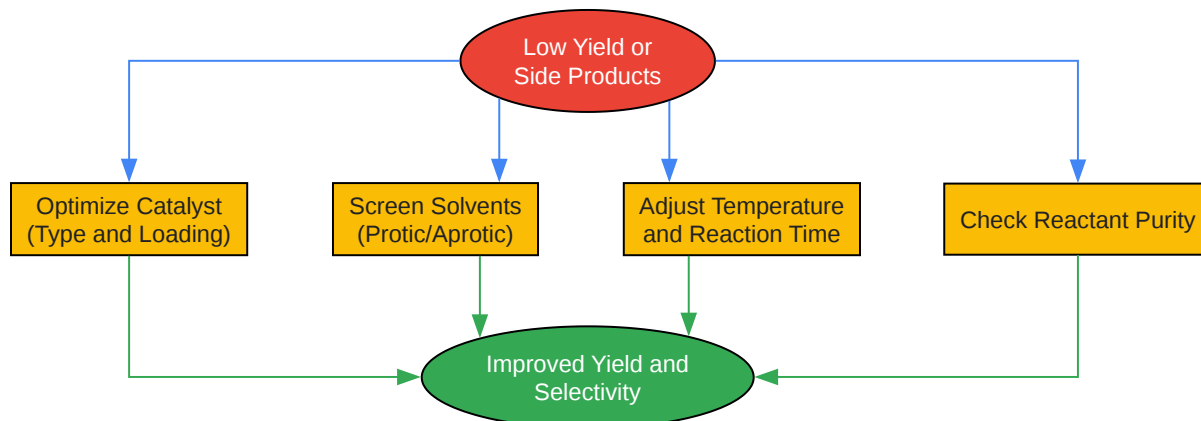 Low Yield or
Side Products
Optimize Catalyst
(Type and Loading)
Screen Solvents
(Protic/Aprotic)
Adjust Temperature
and Reaction Time
Check Reactant Purity
Improved Yield and
Selectivity